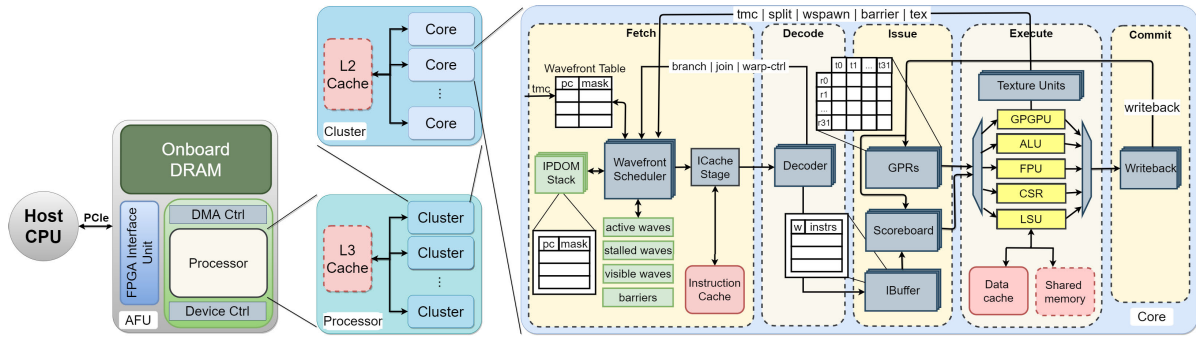 Host
CPU
PCIe
Onboard
DRAM
FPGA Interface
Unit
DMA Ctrl
Processor
Device Ctrl
AFU
L2
Cache
Core
Core
⋮
Core
Cluster
L3
Cache
Cluster
Cluster
⋮
Cluster
Processor
tmc | split | wspawn | barrier | tex
Fetch
Wavefront Table
pc mask
tmc
branch | join | warp-ctrl
IPDOM
Stack
Wavefront
Scheduler
ICache
Stage
pc mask
active waves
stalled waves
visible waves
barriers
Instruction
Cache
Decode
Decoder
w instrs
Issue
t0 t1 ... t31
r0
r1
...
r31
GPRs
Scoreboard
IBuffer
Execute
Texture Units
GPGPU
ALU
FPU
CSR
LSU
Data
cache
Shared
memory
Commit
writeback
Writeback
Core